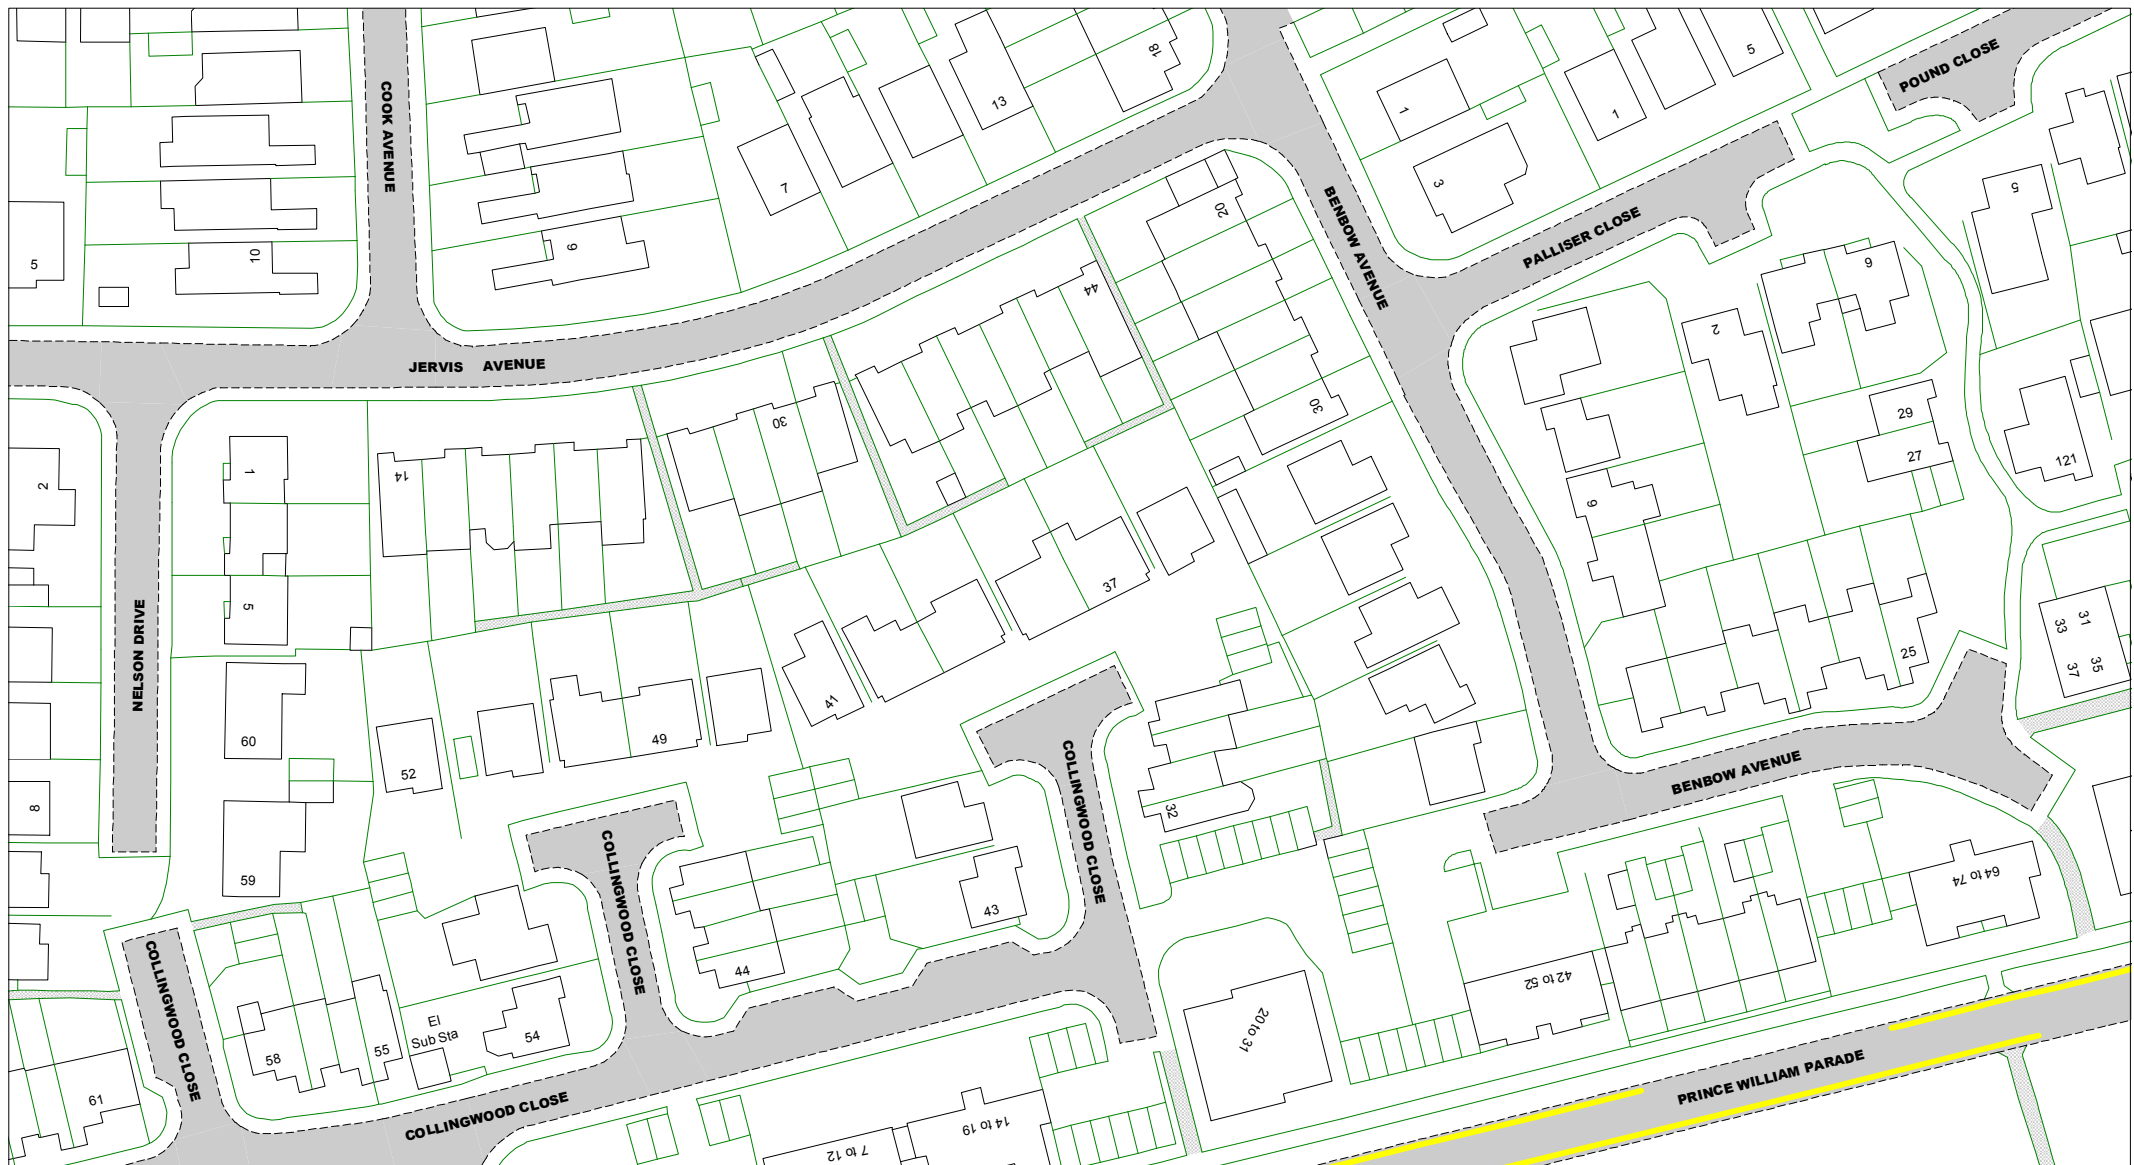 COOK AVENUE
POUND CLOSE
18
5
13
1
1
7
3
5
5
10
6
20
BENBOW AVENUE
PALLISER CLOSE
44
9
2
JERVIS AVENUE
30
30
29
27
121
14
1
2
9
5
37
NELSON DRIVE
31
33
35
37
25
41
60
49
52
COLLINGWOOD CLOSE
BENBOW AVENUE
8
32
59
COLLINGWOOD CLOSE
64 to 74
43
44
42 to 52
COLLINGWOOD CLOSE
El
Sub Sta
54
55
58
20 to 31
61
COLLINGWOOD CLOSE
PRINCE WILLIAM PARADE
14 to 19
7 to 12